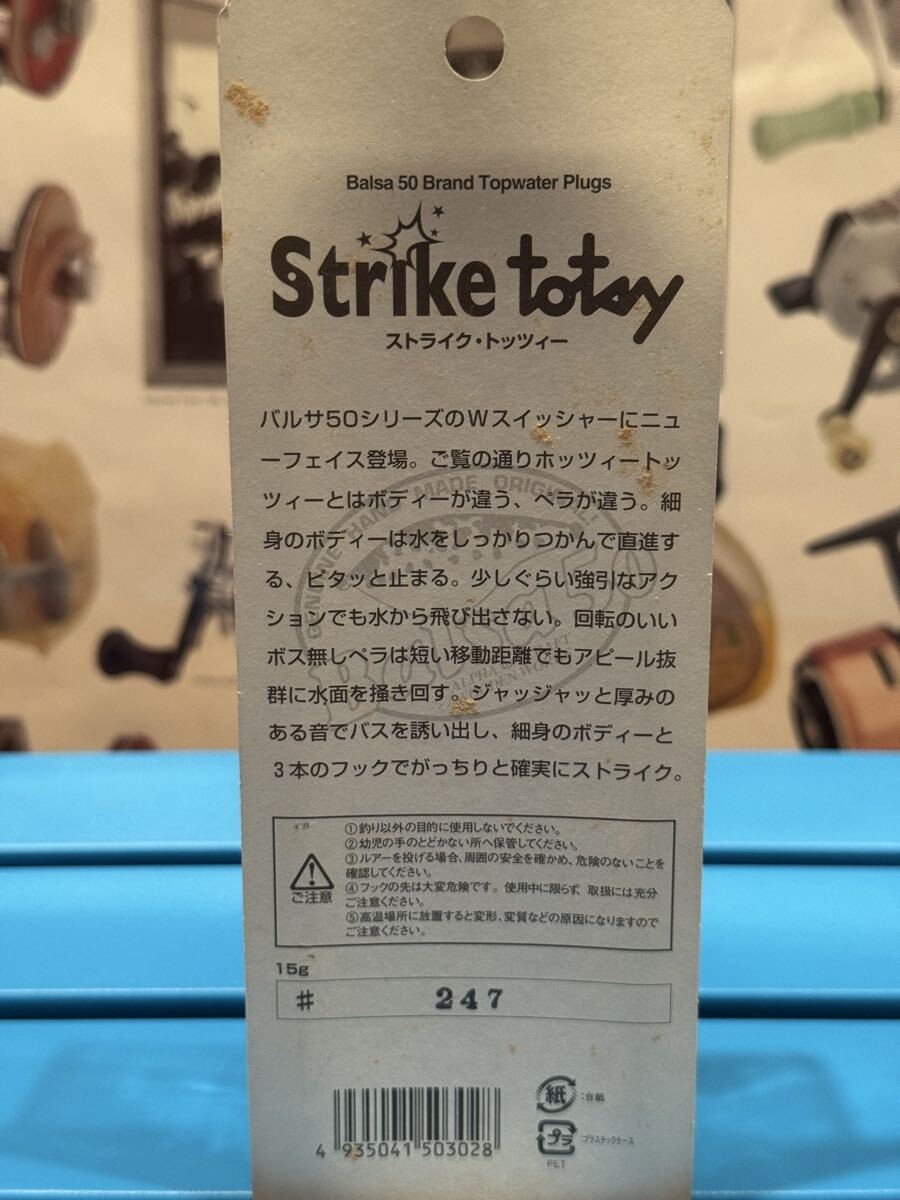 Balsa 50 Brand Topwater Plugs
Strike totsy
ストライク・トッツィー
バルサ50シリーズのWスイッシャーにニュ
ーフェイス登場。ご覧の通りホッツィートッ
ツィーとはボディーが違う、ペラが違う。細
身のボディーは水をしっかりつかんで直進す
る、ピタッと止まる。少しぐらい強引なアク
ションでも水から飛び出さない。回転のいい
ボス無しペラは短い移動距離でもアピール抜
群に水面を掻き回す。ジャッジャッと厚みの
ある音でバスを誘い出し、細身のボディーと
3本のフックでがっちりと確実にストライク。
ご注意
①釣り以外の目的に使用しないでください。
②幼児の手のとどかない所へ保管してください。
③ルアーを投げる場合、周囲の安全を確かめ、危険のないことを
確認してください。
④フックの先は大変危険です。使用中に限らず、取扱には充分
ご注意ください。
⑤高温場所に放置すると変形、変質などの原因になりますので
ご注意ください。
15g
# 247
4 935041 503028
紙 :台紙
プラ :プラスチックケース
PET